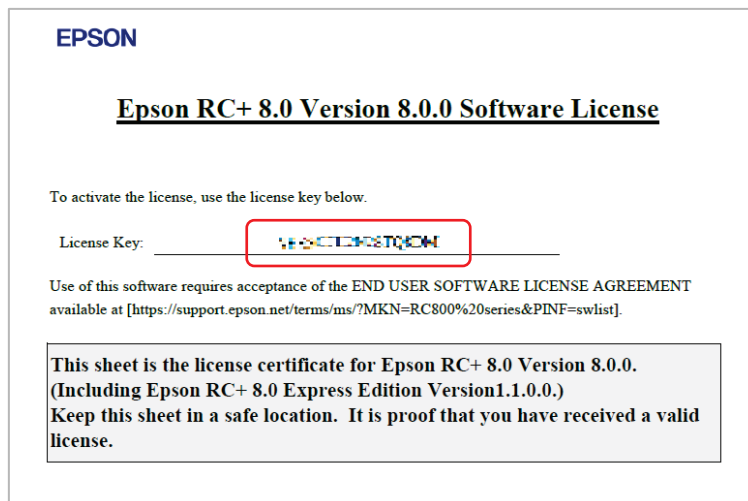 EPSON
Epson RC+ 8.0 Version 8.0.0 Software License
To activate the license, use the license key below.
License Key:
Use of this software requires acceptance of the END USER SOFTWARE LICENSE AGREEMENT
available at [https://support.epson.net/terms/ms/?MKN=RC800%20series&PINF=swlist].
This sheet is the license certificate for Epson RC+ 8.0 Version 8.0.0.
(Including Epson RC+ 8.0 Express Edition Version1.1.0.0.)
Keep this sheet in a safe location.  It is proof that you have received a valid
license.